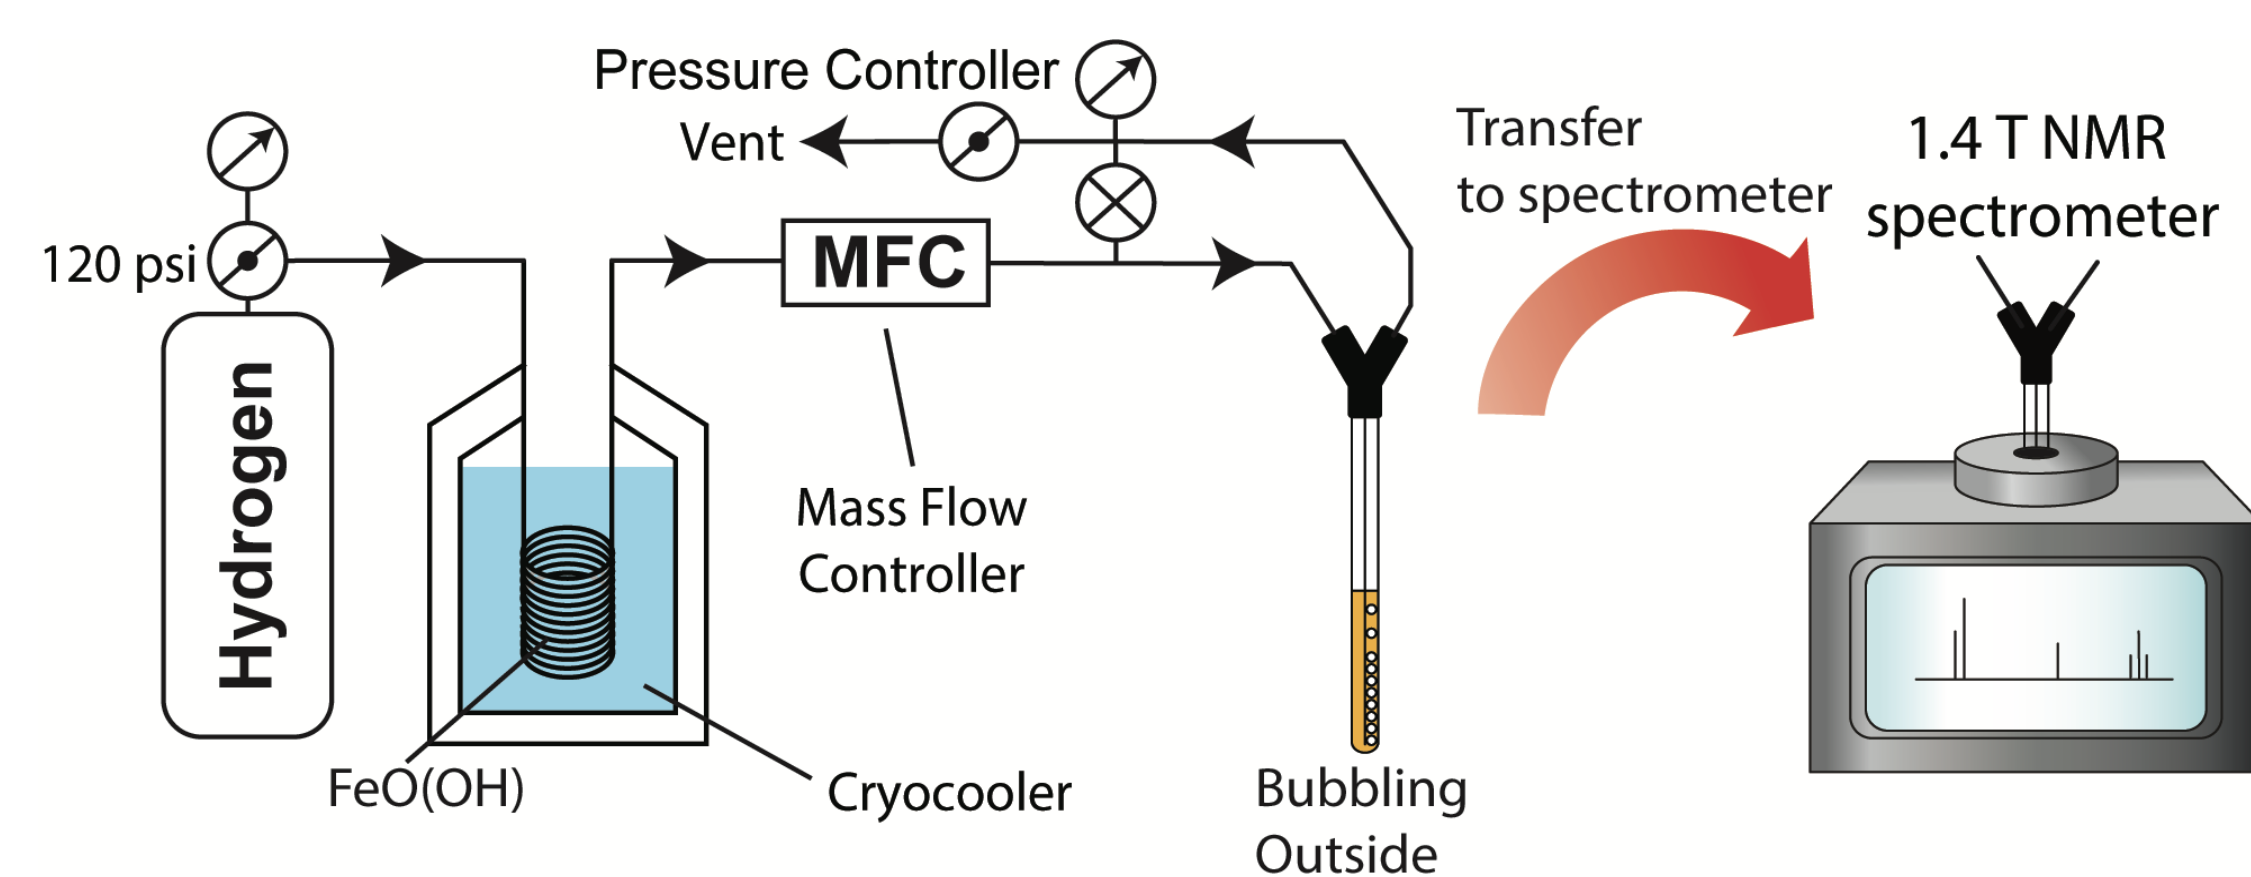 Pressure Controller
Vent
120 psi
Hydrogen
MFC
Mass Flow
Controller
FeO(OH)
Cryocooler
Bubbling
Outside
Transfer
to spectrometer
1.4 T NMR
spectrometer